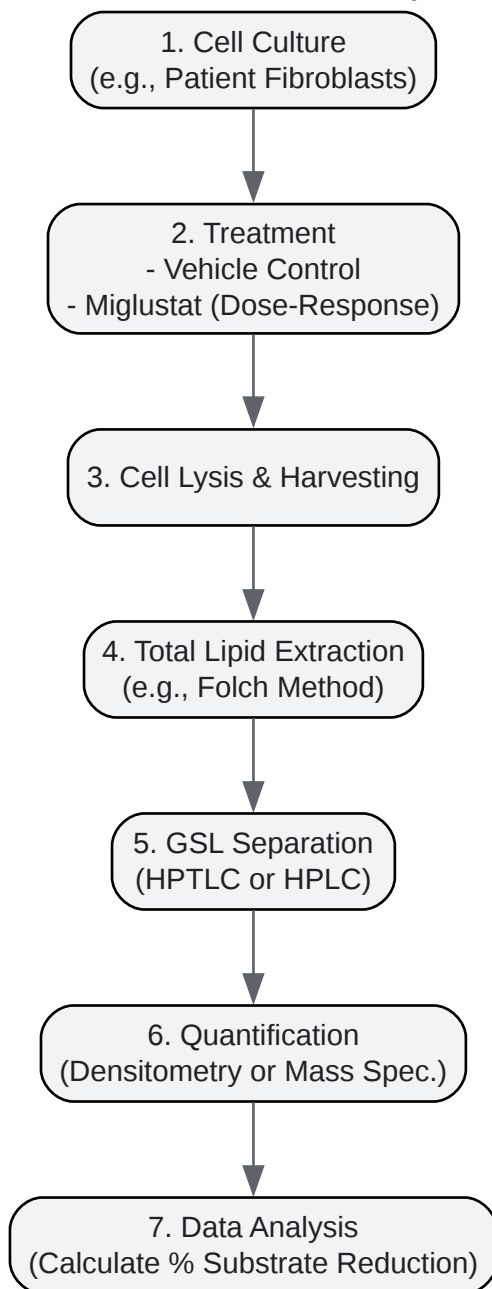 1. Cell Culture
(e.g., Patient Fibroblasts)
2. Treatment
- Vehicle Control
- Miglustat (Dose-Response)
3. Cell Lysis & Harvesting
4. Total Lipid Extraction
(e.g., Folch Method)
5. GSL Separation
(HPTLC or HPLC)
6. Quantification
(Densitometry or Mass Spec.)
7. Data Analysis
(Calculate % Substrate Reduction)